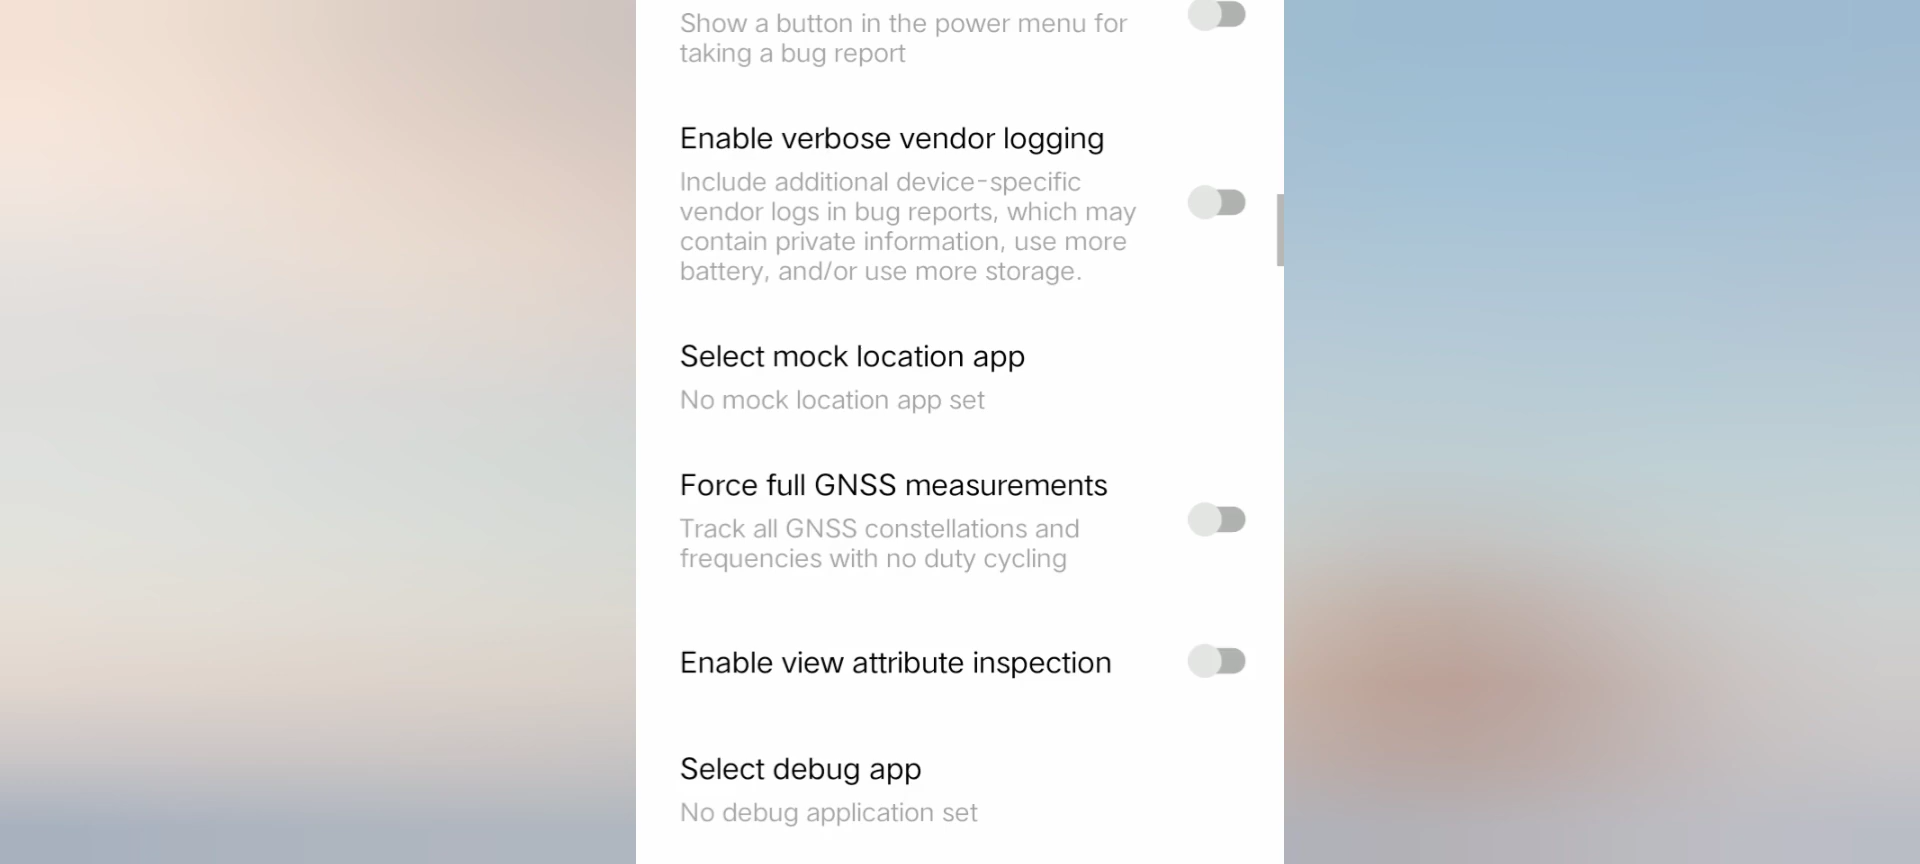 Show a button in the power menu for
taking a bug report
Enable verbose vendor logging
Include additional device-specific
vendor logs in bug reports, which may
contain private information, use more
battery, and/or use more storage.
Select mock location app
No mock location app set
Force full GNSS measurements
Track all GNSS constellations and
frequencies with no duty cycling
Enable view attribute inspection
Select debug app
No debug application set